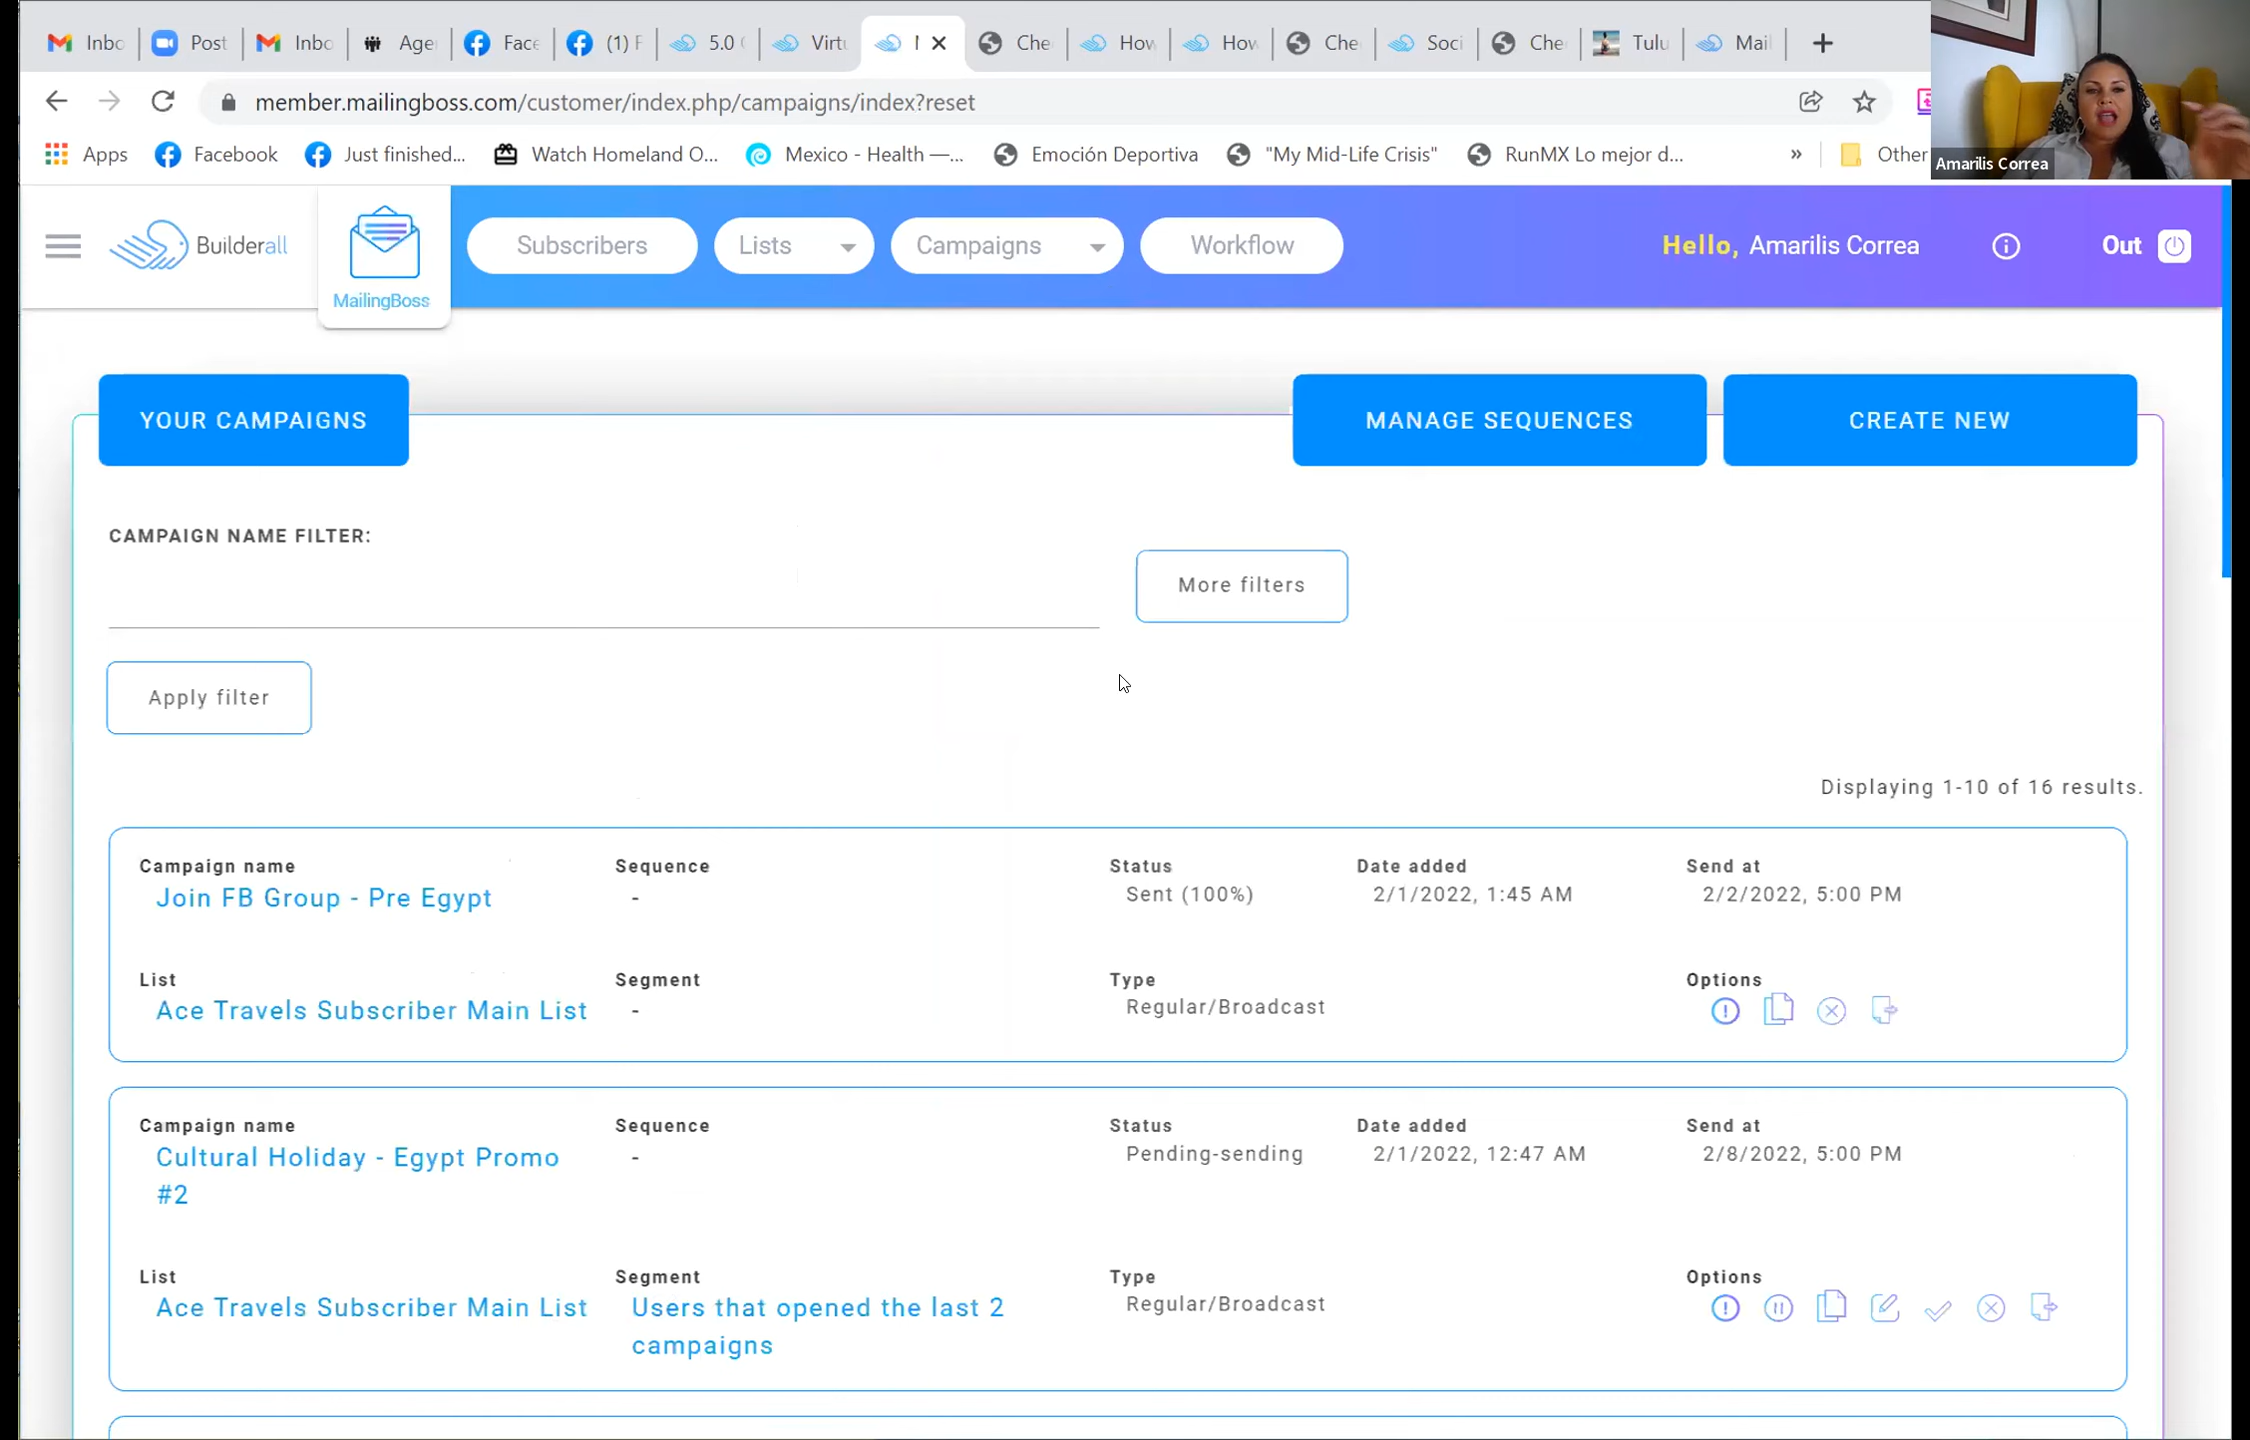 Inbo
Post
Inbo
Age
Face
(1) F
5.0
Virtu
Che
How
How
Che
Soci
Che
Tulu
Mail
member.mailingboss.com/customer/index.php/campaigns/index?reset
Apps
Facebook
Just finished...
Watch Homeland O...
Mexico - Health —...
Emoción Deportiva
"My Mid-Life Crisis"
RunMX Lo mejor d...
»
Other
Amarilis Correa
Builderall
MailingBoss
Subscribers
Lists
Campaigns
Workflow
Hello, Amarilis Correa
Out
YOUR CAMPAIGNS
MANAGE SEQUENCES
CREATE NEW
CAMPAIGN NAME FILTER:
More filters
Apply filter
Displaying 1-10 of 16 results.
Campaign name
Join FB Group - Pre Egypt
Sequence
-
Status
Sent (100%)
Date added
2/1/2022, 1:45 AM
Send at
2/2/2022, 5:00 PM
List
Ace Travels Subscriber Main List
Segment
-
Type
Regular/Broadcast
Options
Campaign name
Cultural Holiday - Egypt Promo
#2
Sequence
-
Status
Pending-sending
Date added
2/1/2022, 12:47 AM
Send at
2/8/2022, 5:00 PM
List
Ace Travels Subscriber Main List
Segment
Users that opened the last 2
campaigns
Type
Regular/Broadcast
Options